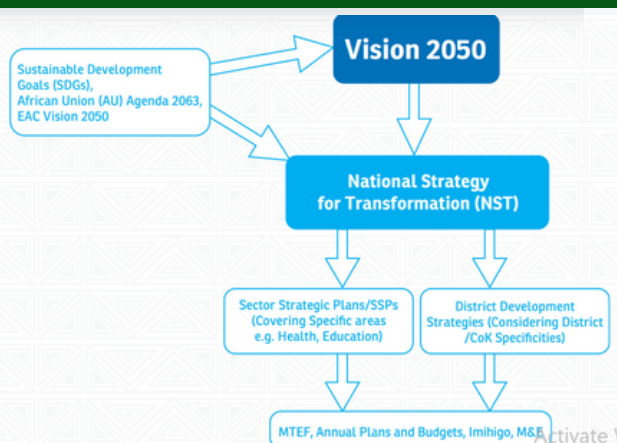 Vision 2050
Sustainable Development
Goals (SDGs),
African Union (AU) Agenda 2063,
EAC Vision 2050
National Strategy
for Transformation (NST)
Sector Strategic Plans/SSPs
(Covering Specific areas
e.g. Health, Education)
District Development
Strategies (Considering District
/CoK Specificities)
MTEF, Annual Plans and Budgets, Imihigo, M&E
Activate